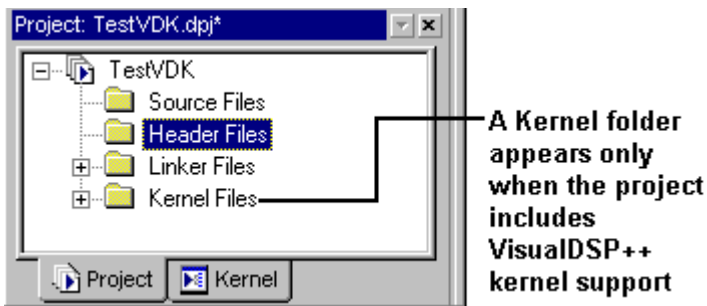 Project: TestVDK.dpj*
TestVDK
Source Files
Header Files
Linker Files
Kernel Files
Project
Kernel
A Kernel folder
appears only
when the project
includes
VisualDSP++
kernel support